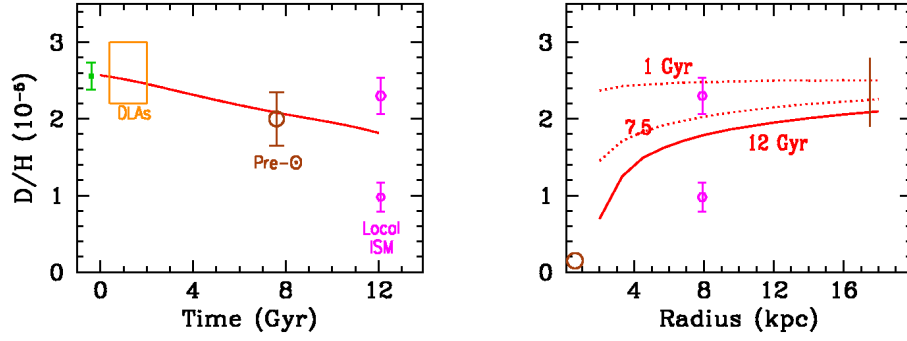 3
2
1
0
D/H (10⁻⁵)
DLAs
Pre-⊙
Local
ISM
0 4 8 12
Time (Gyr)
3
2
1
0
1 Gyr
7.5
12 Gyr
4 8 12 16
Radius (kpc)